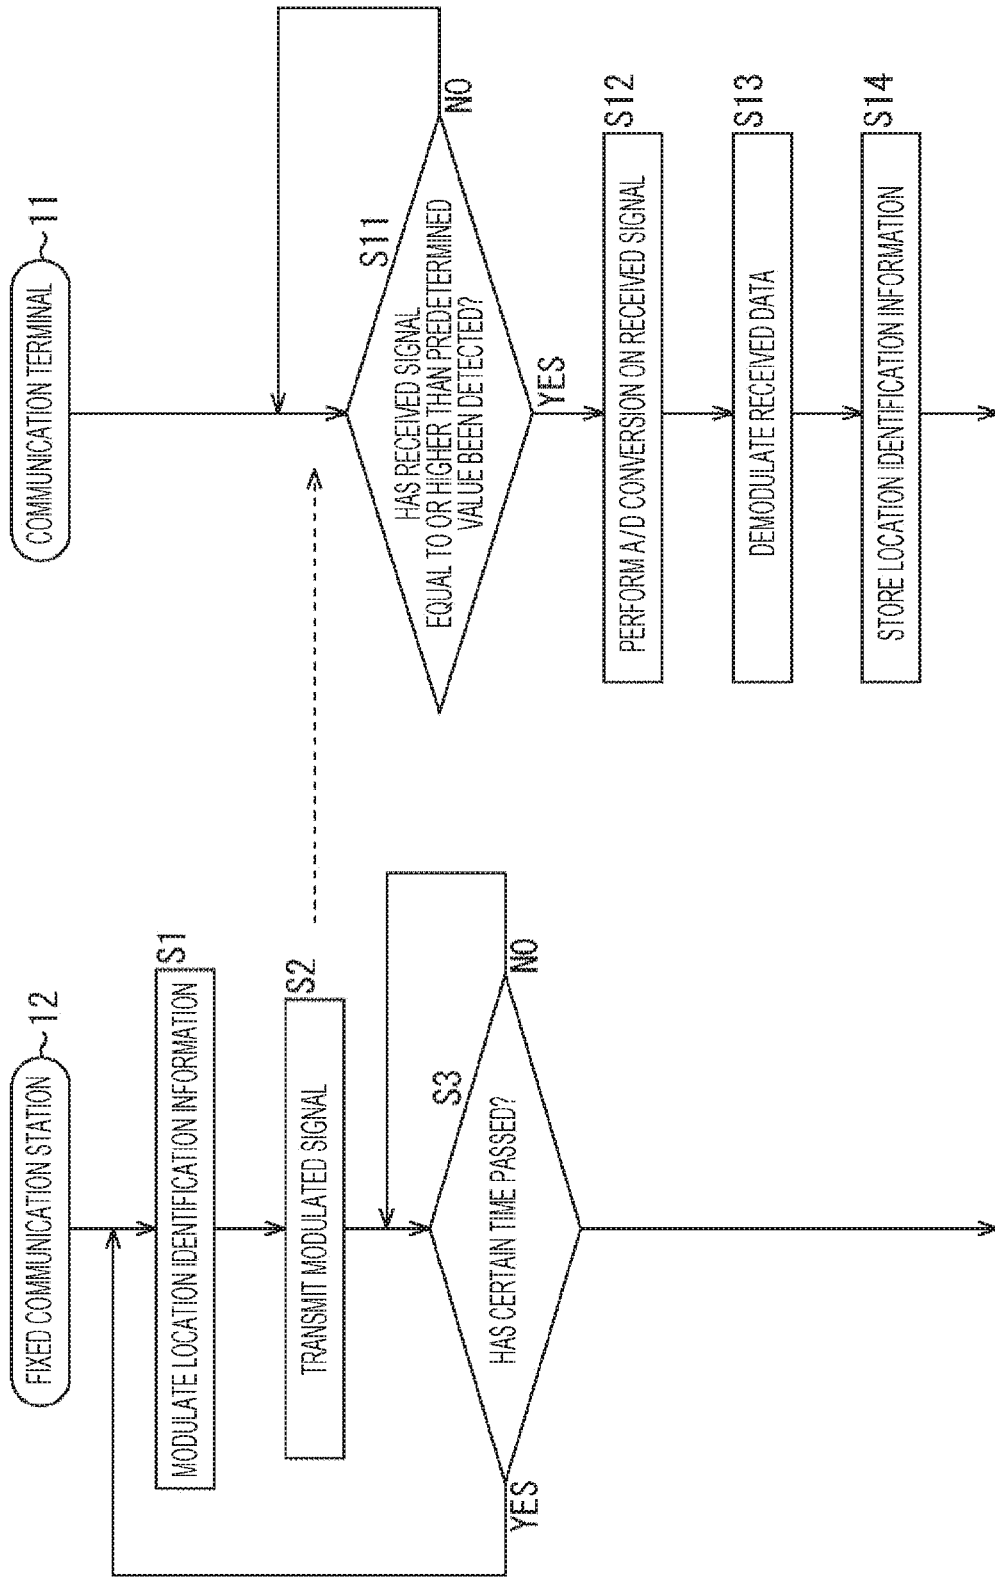 FIXED COMMUNICATION STATION
~12
MODULATE LOCATION IDENTIFICATION INFORMATION
S1
TRANSMIT MODULATED SIGNAL
S2
HAS CERTAIN TIME PASSED?
S3
YES
NO
COMMUNICATION TERMINAL
~11
HAS RECEIVED SIGNAL
EQUAL TO OR HIGHER THAN PREDETERMINED
VALUE BEEN DETECTED?
S11
NO
YES
PERFORM A/D CONVERSION ON RECEIVED SIGNAL
S12
DEMODULATE RECEIVED DATA
S13
STORE LOCATION IDENTIFICATION INFORMATION
S14